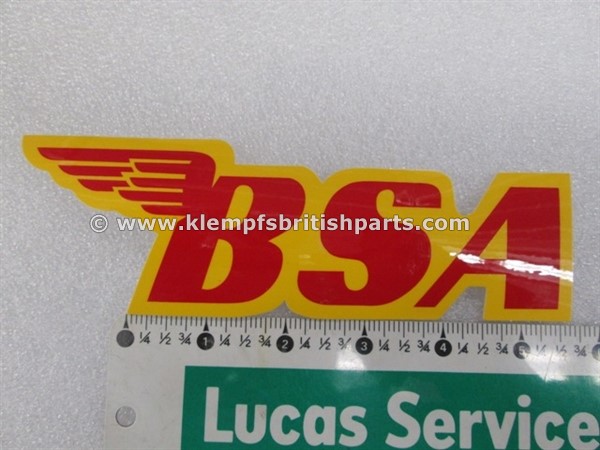 BSA
© www.klempfsbritishparts.com
¼ ½ ¾ 1 ¼ ½ ¾ 2 ¼ ½ ¾ 3 ¼ ½ ¾ 4 ¼ ½ ¾ 5 ¼ ½ ¾
Lucas Service